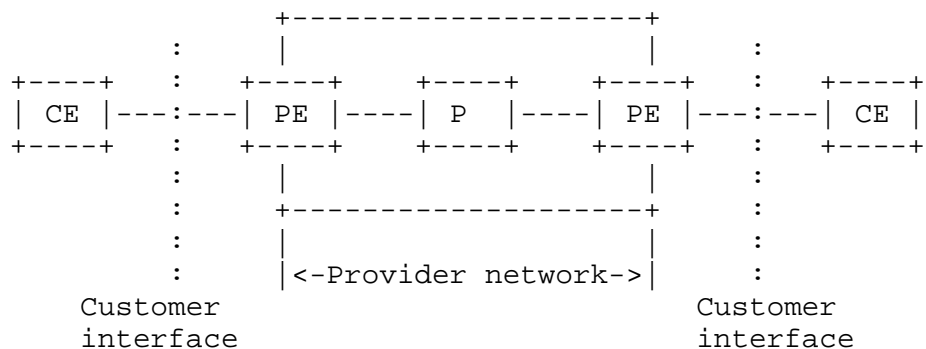 CE PE P PE CE
<-Provider network->
Customer Customer
interface interface